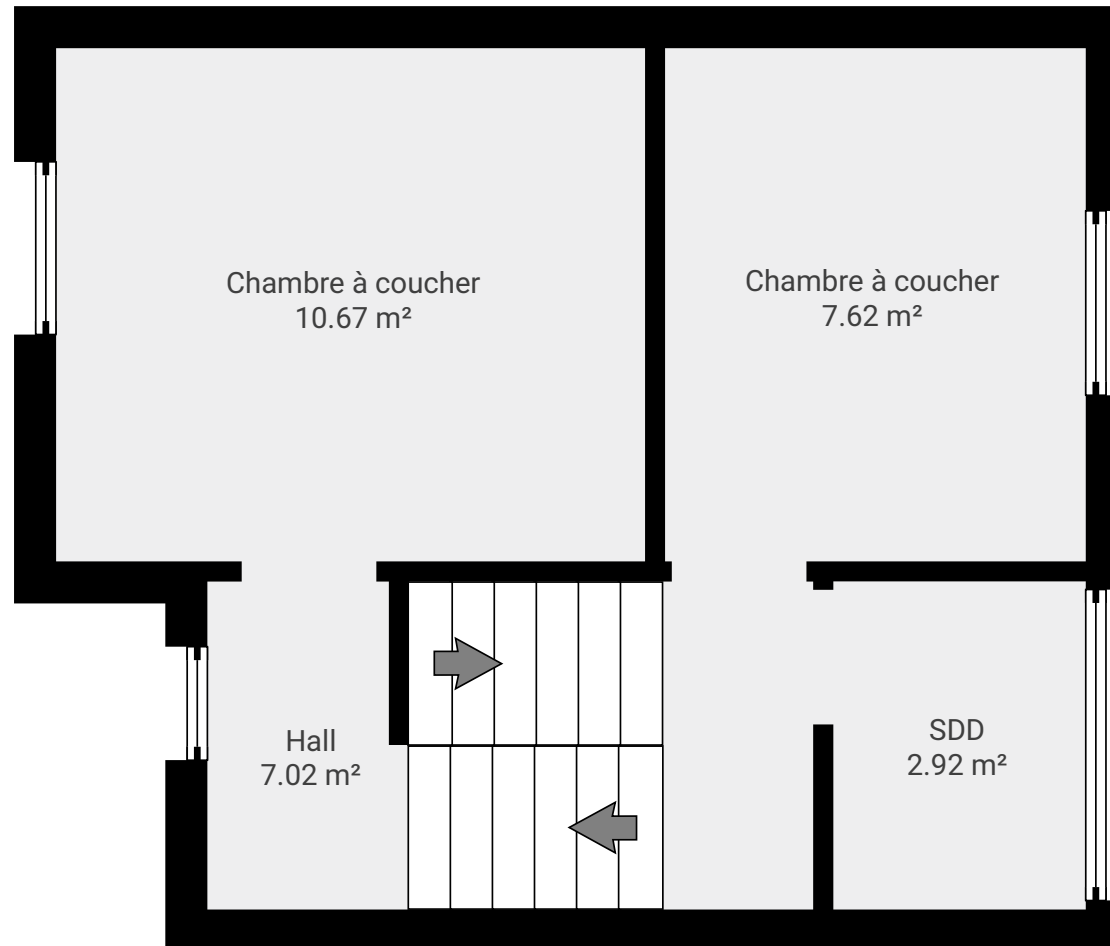 Chambre à coucher
10.67 m²
Chambre à coucher
7.62 m²
Hall
7.02 m²
SDD
2.92 m²